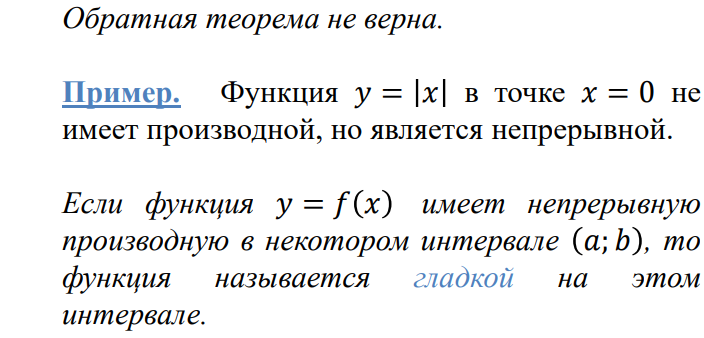 Обратная теорема не верна.
Пример. Функция y = |x| в точке x = 0 не
имеет производной, но является непрерывной.
Если функция y = f(x) имеет непрерывную
производную в некотором интервале (a; b), то
функция называется гладкой на этом
интервале.